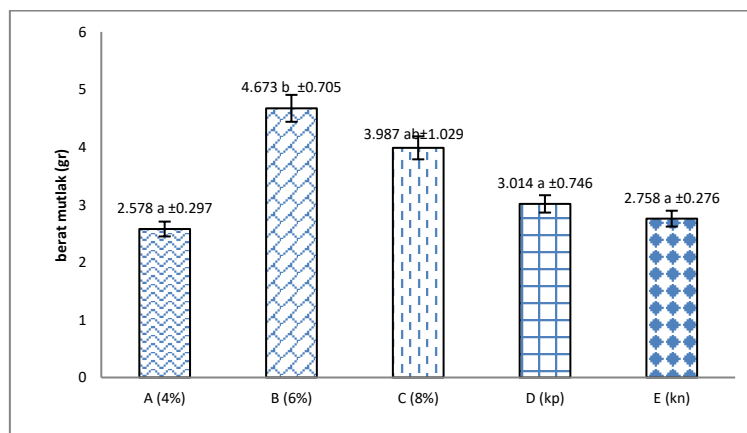 6
5
4
3
2
1
0
berat mutlak (gr)
2.578 a ±0.297
4.673 b ±0.705
3.987 ab±1.029
3.014 a ±0.746
2.758 a ±0.276
A (4%) B (6%) C (8%) D (kp) E (kn)